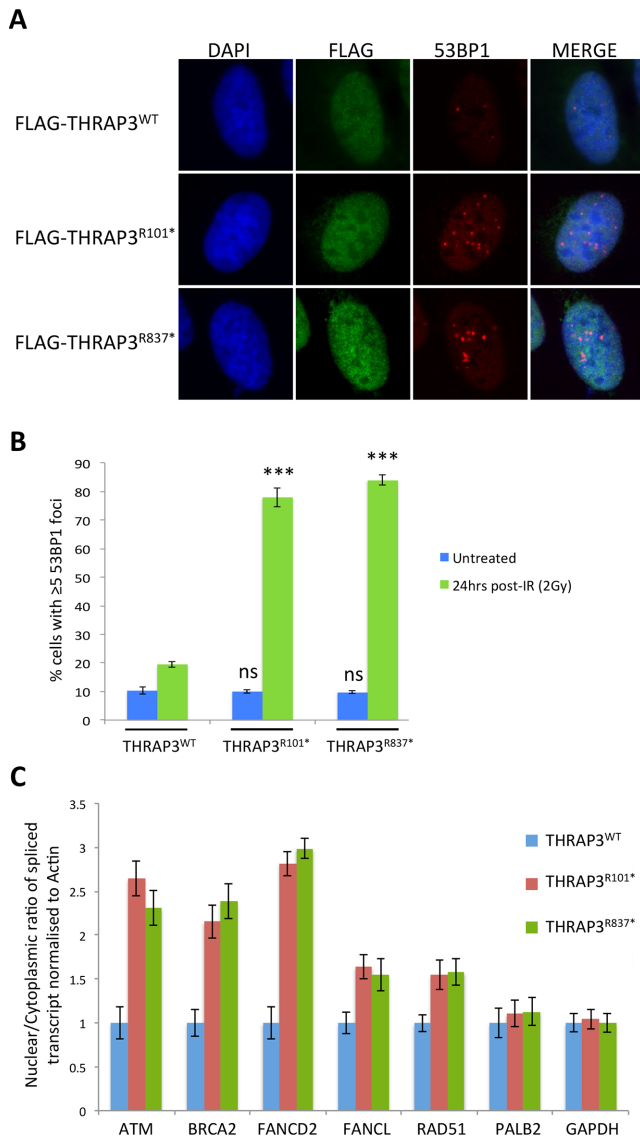 A
DAPI FLAG 53BP1 MERGE
FLAG-THRAP3WT
FLAG-THRAP3R101*
FLAG-THRAP3R837*
B
% cells with ≥5 53BP1 foci
90
80
70
60
50
40
30
20
10
0
***
***
ns
ns
Untreated
24hrs post-IR (2Gy)
THRAP3WT THRAP3R101* THRAP3R837*
C
Nuclear/Cytoplasmic ratio of spliced
transcript normalised to Actin
3.5
3
2.5
2
1.5
1
0.5
0
THRAP3WT
THRAP3R101*
THRAP3R837*
ATM BRCA2 FANCD2 FANCL RAD51 PALB2 GAPDH